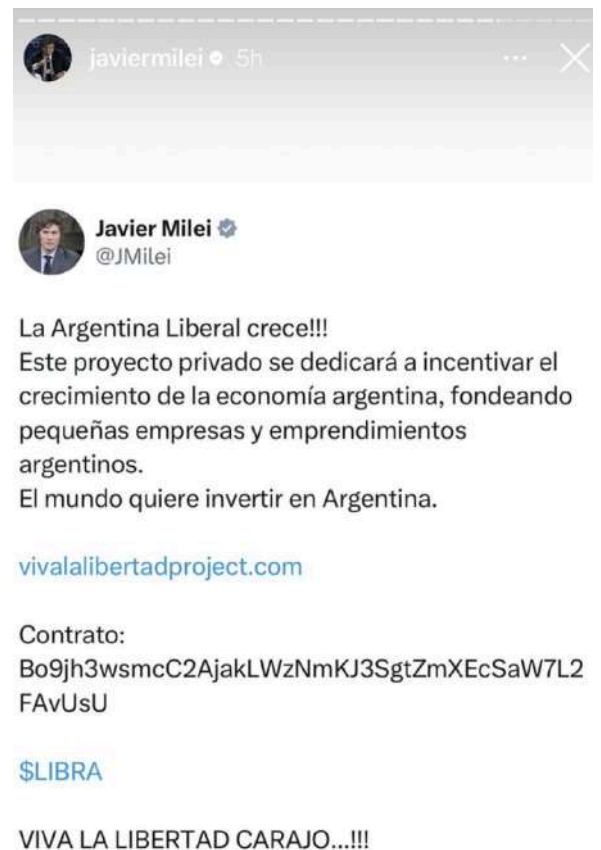 javiermilei 5h
Javier Milei
@JMilei
La Argentina Liberal crece!!!
Este proyecto privado se dedicará a incentivar el
crecimiento de la economía argentina, fondeando
pequeñas empresas y emprendimientos
argentinos.
El mundo quiere invertir en Argentina.
vivalalibertadproject.com
Contrato:
Bo9jh3wsmcC2AjakLWzNmKJ3SgtZmXEcSaW7L2
FAvUsU
$LIBRA
VIVA LA LIBERTAD CARAJO...!!!